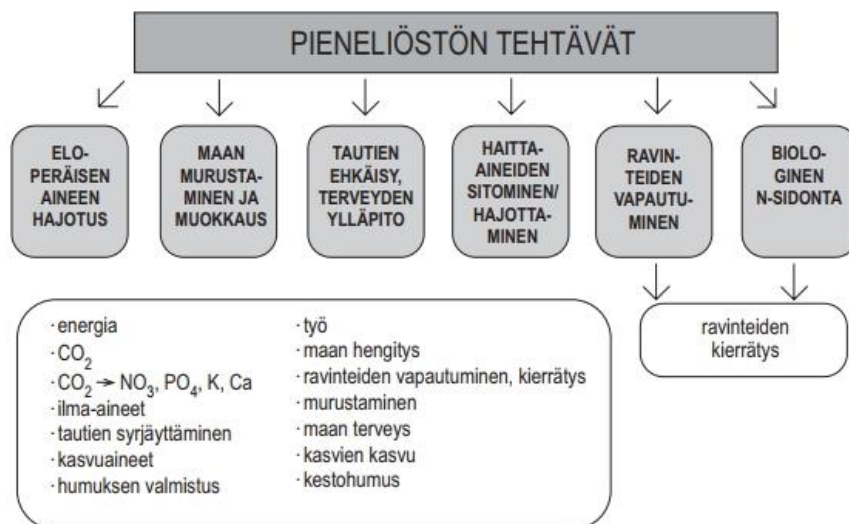 PIENELIÖSTÖN TEHTÄVÄT
ELO-
PERÄISEN
AINEEN
HAJOTUS
MAAN
MURUSTA-
MINEN JA
MUOKKAUS
TAUTIEN
EHKÄISY,
TERVEYDEN
YLLÄPITO
HAITTA-
AINEIDEN
SITOMINEN/
HAJOTTA-
MINEN
RAVIN-
TEIDEN
VAPAUTU-
MINEN
BIOLO-
GINEN
N-SIDONTA
ravinteiden
kierrätys
· energia
· CO₂
· CO₂ → NO₃, PO₄, K, Ca
· ilma-aineet
· tautien syrjäyttäminen
· kasvuaineet
· humuksen valmistus
· työ
· maan hengitys
· ravinteiden vapautuminen, kierrätys
· murustaminen
· maan terveys
· kasvien kasvu
· kestohumus